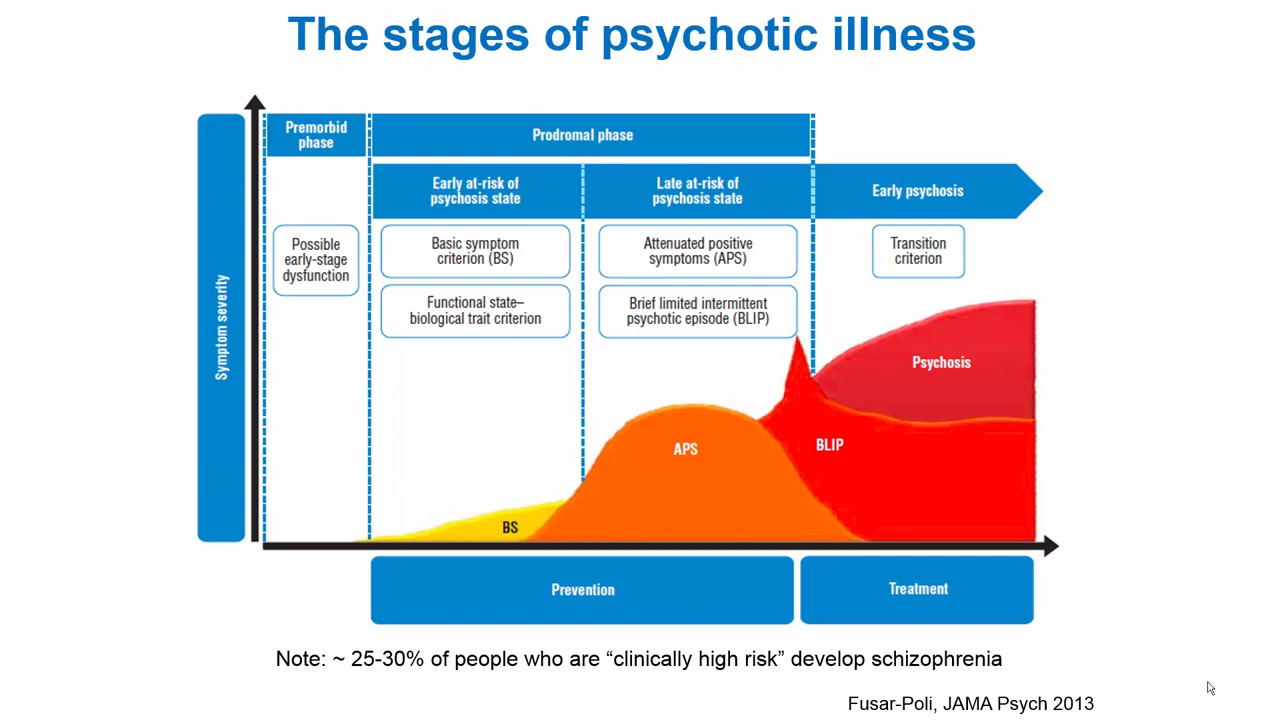 The stages of psychotic illness
Symptom severity
Premorbid
phase
Prodromal phase
Early at-risk of
psychosis state
Late at-risk of
psychosis state
Early psychosis
Possible
early-stage
dysfunction
Basic symptom
criterion (BS)
Attenuated positive
symptoms (APS)
Transition
criterion
Functional state–
biological trait criterion
Brief limited intermittent
psychotic episode (BLIP)
Psychosis
APS
BLIP
BS
Prevention
Treatment
Note: ~ 25-30% of people who are “clinically high risk” develop schizophrenia
Fusar-Poli, JAMA Psych 2013